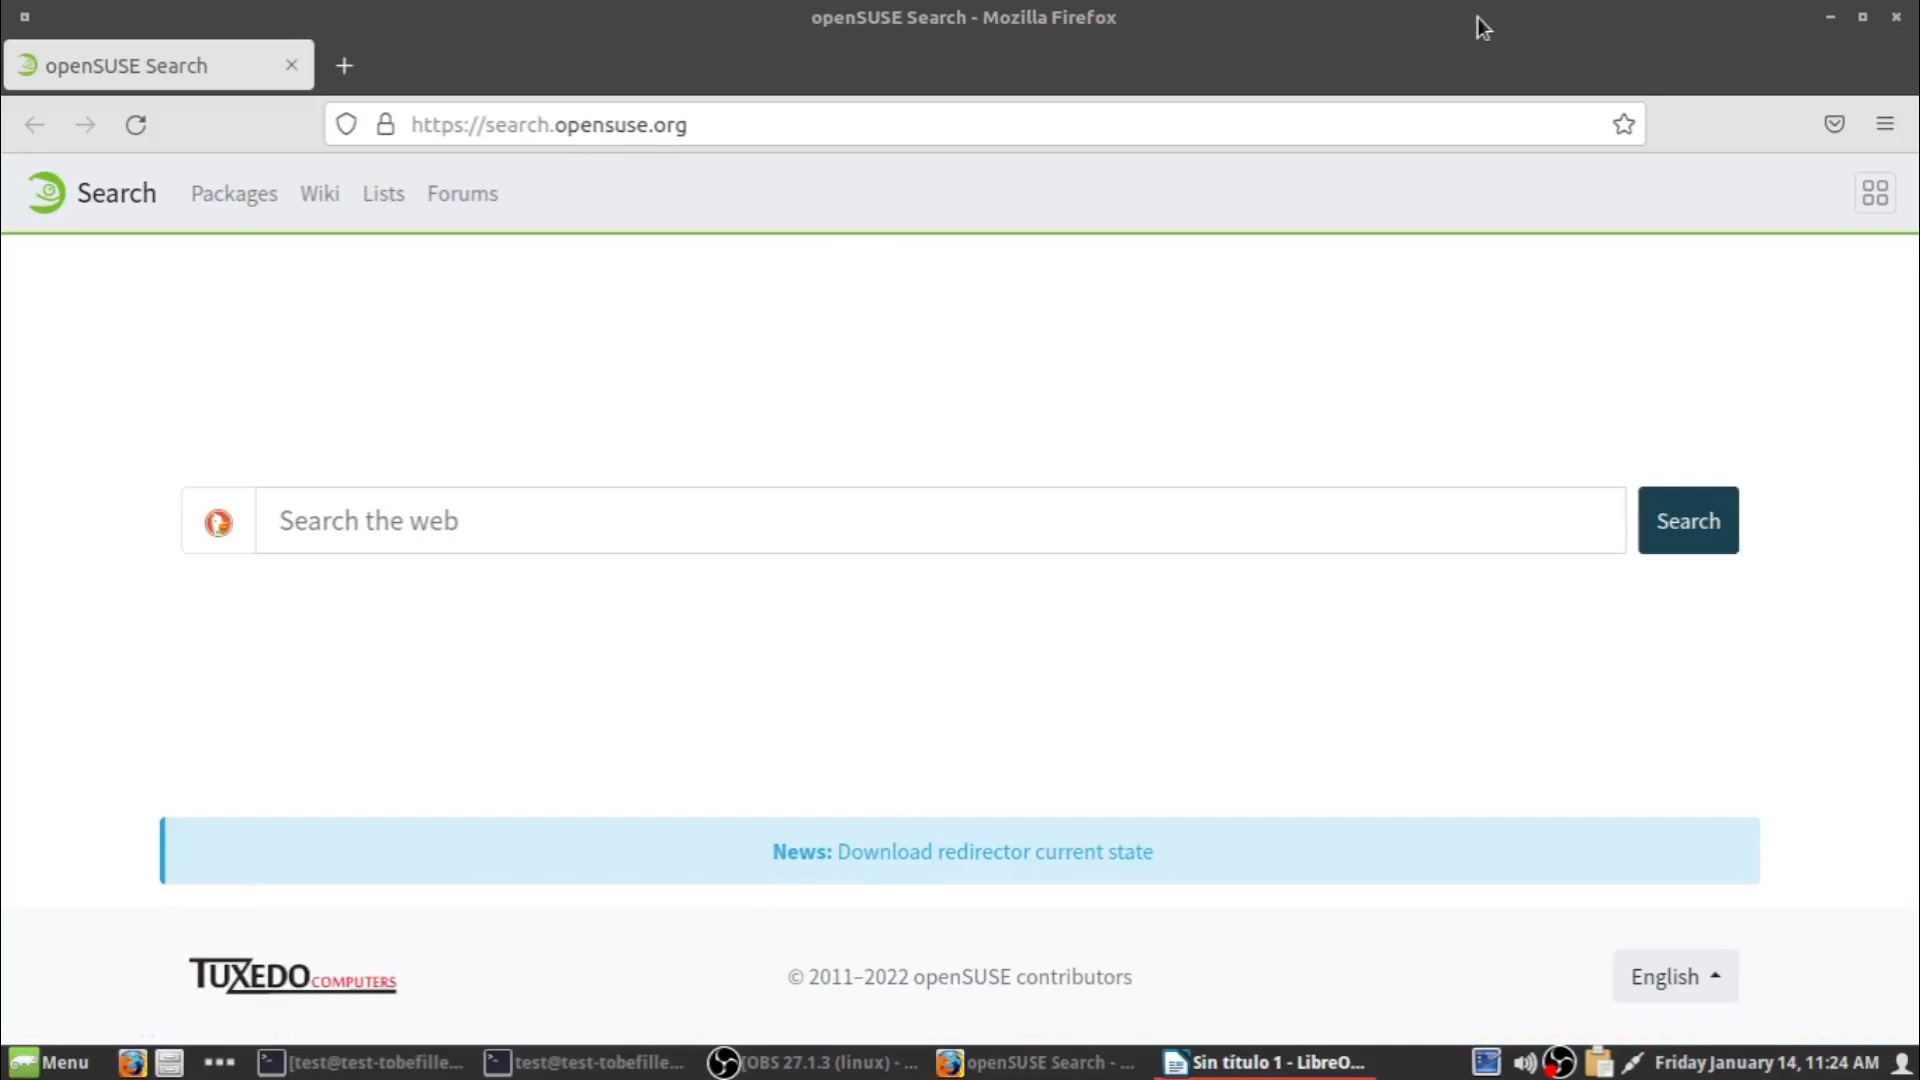 openSUSE Search - Mozilla Firefox
openSUSE Search
https://search.opensuse.org
Search Packages Wiki Lists Forums
Search the web
Search
News: Download redirector current state
TUXEDO COMPUTERS
© 2011–2022 openSUSE contributors
English
Menu
[test@test-tobefille...
test@test-tobefille...
[OBS 27.1.3 (linux) - ...
openSUSE Search - ...
Sin título 1 - LibreO...
Friday January 14, 11:24 AM